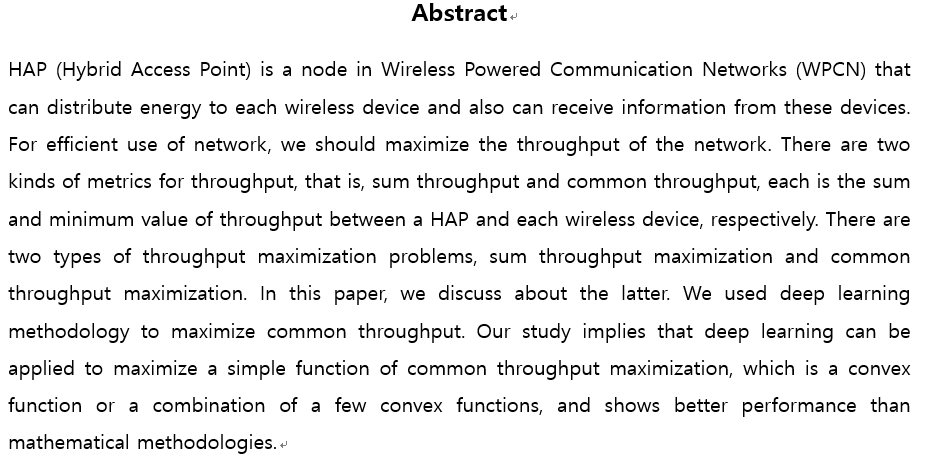 Abstract
HAP (Hybrid Access Point) is a node in Wireless Powered Communication Networks (WPCN) that
can distribute energy to each wireless device and also can receive information from these devices.
For efficient use of network, we should maximize the throughput of the network. There are two
kinds of metrics for throughput, that is, sum throughput and common throughput, each is the sum
and minimum value of throughput between a HAP and each wireless device, respectively. There are
two types of throughput maximization problems, sum throughput maximization and common
throughput maximization. In this paper, we discuss about the latter. We used deep learning
methodology to maximize common throughput. Our study implies that deep learning can be
applied to maximize a simple function of common throughput maximization, which is a convex
function or a combination of a few convex functions, and shows better performance than
mathematical methodologies.